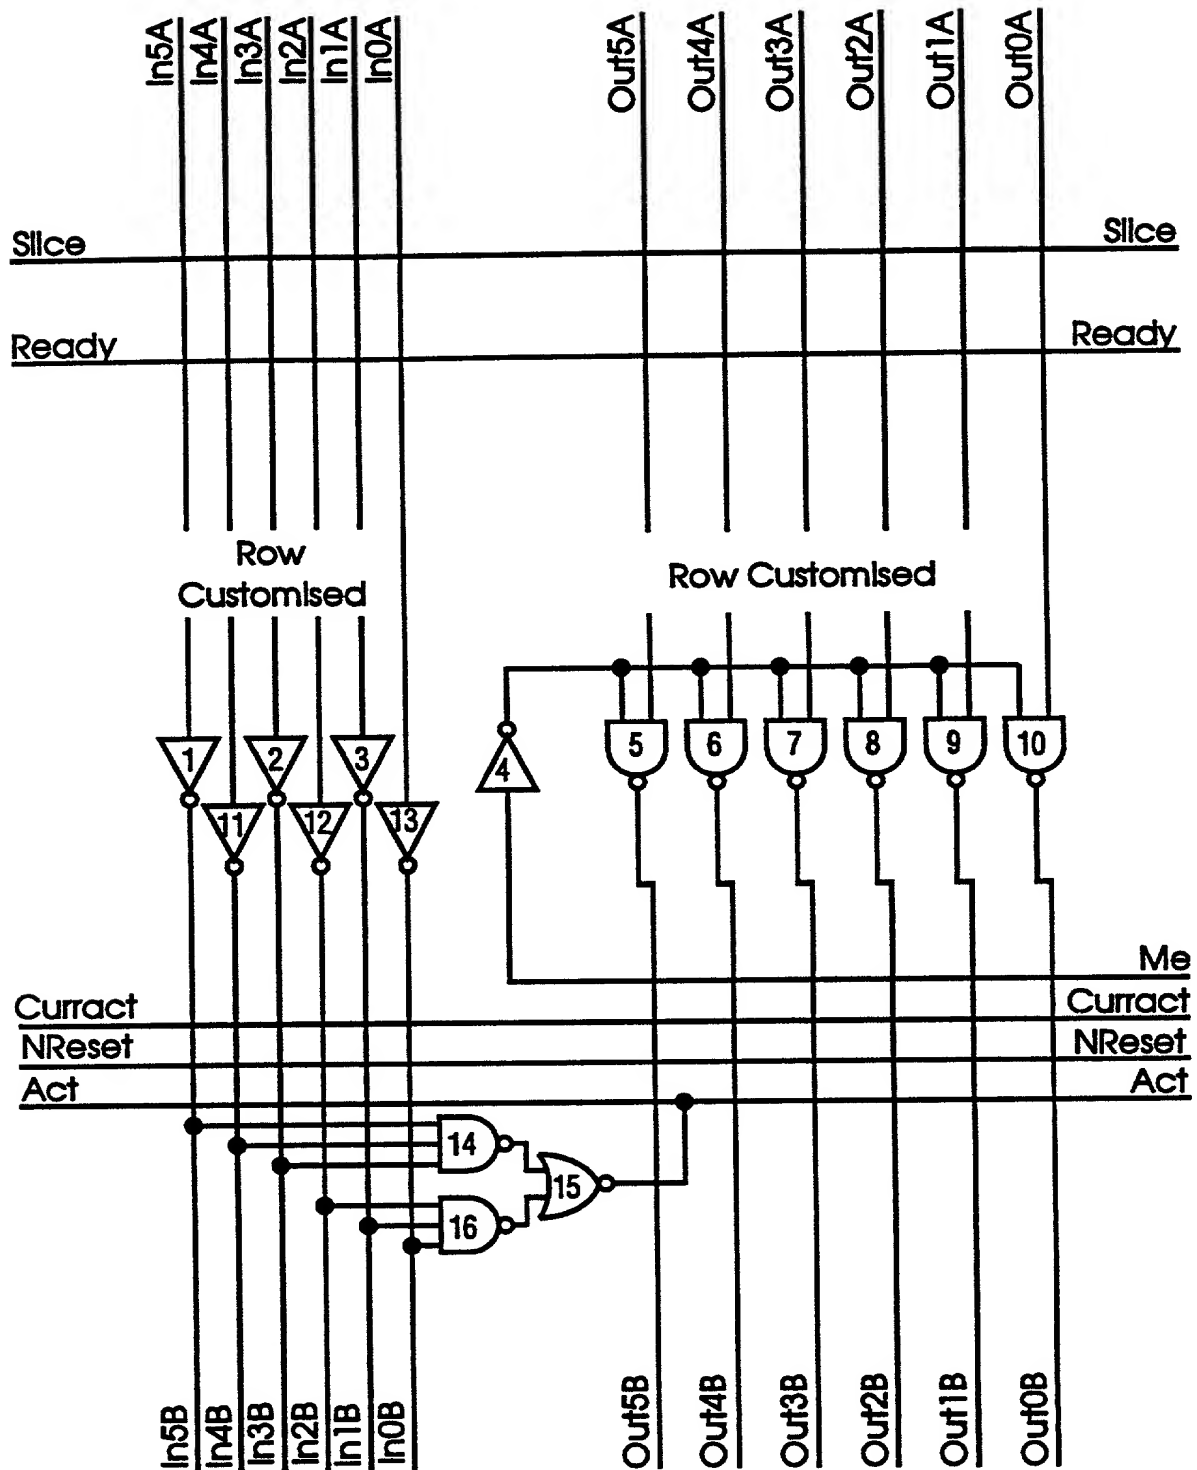 In5A
In4A
In3A
In2A
In1A
In0A
Out5A
Out4A
Out3A
Out2A
Out1A
Out0A
Slice
Slice
Ready
Ready
Row
Customised
Row Customised
1
2
3
4
5
6
7
8
9
10
11
12
13
Me
Curract
Curract
NReset
NReset
Act
Act
14
15
16
In5B
In4B
In3B
In2B
In1B
In0B
Out5B
Out4B
Out3B
Out2B
Out1B
Out0B